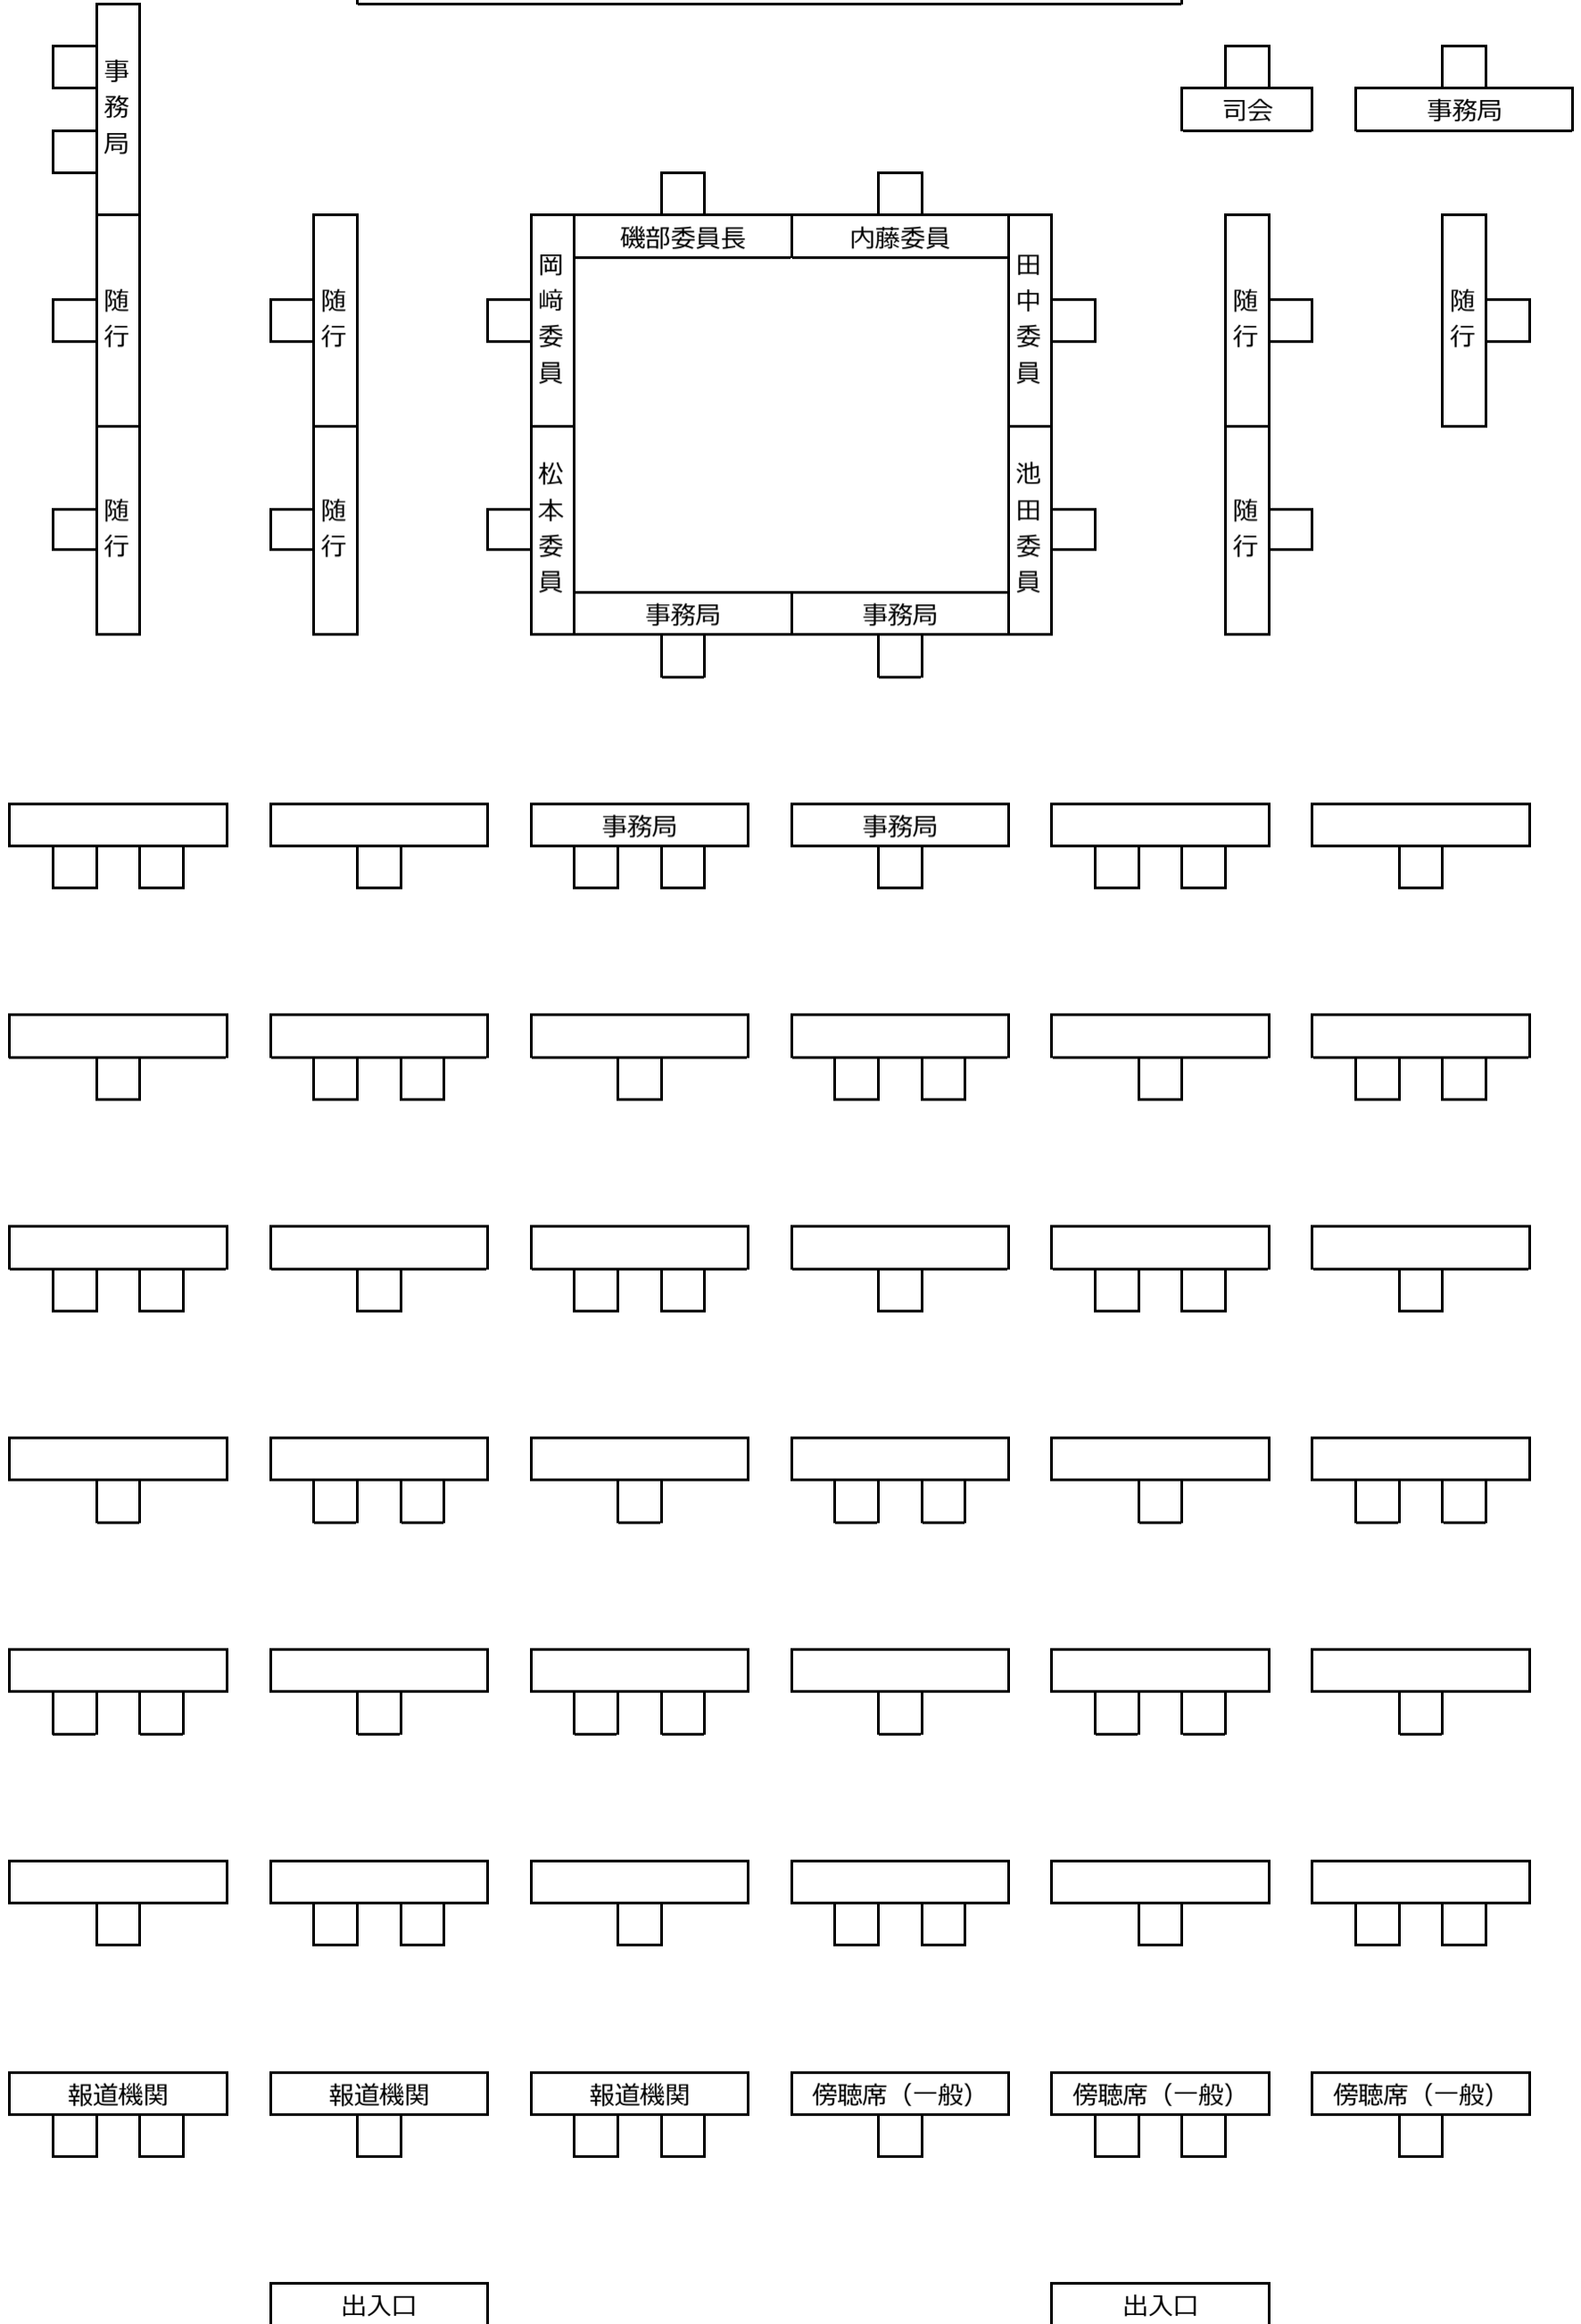 事務局
司会
事務局
磯部委員長
内藤委員
岡﨑委員
田中委員
随行
随行
随行
随行
松本委員
池田委員
随行
随行
随行
事務局
事務局
事務局
事務局
報道機関
報道機関
報道機関
傍聴席（一般）
傍聴席（一般）
傍聴席（一般）
出入口
出入口